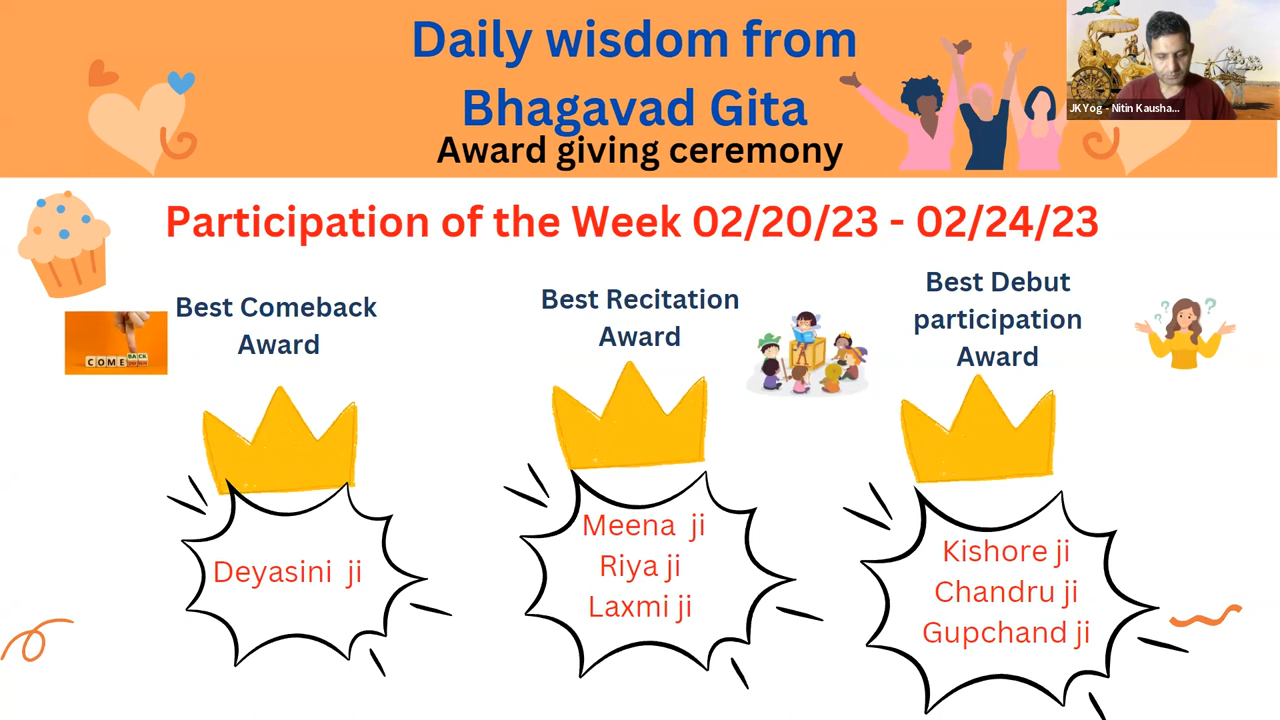 Daily wisdom from
Bhagavad Gita
Award giving ceremony
JKYog - Nitin Kausha...
Participation of the Week 02/20/23 - 02/24/23
Best Comeback
Award
Best Recitation
Award
Best Debut
participation
Award
COME BACK
Deyasini ji
Meena ji
Riya ji
Laxmi ji
Kishore ji
Chandru ji
Gupchand ji